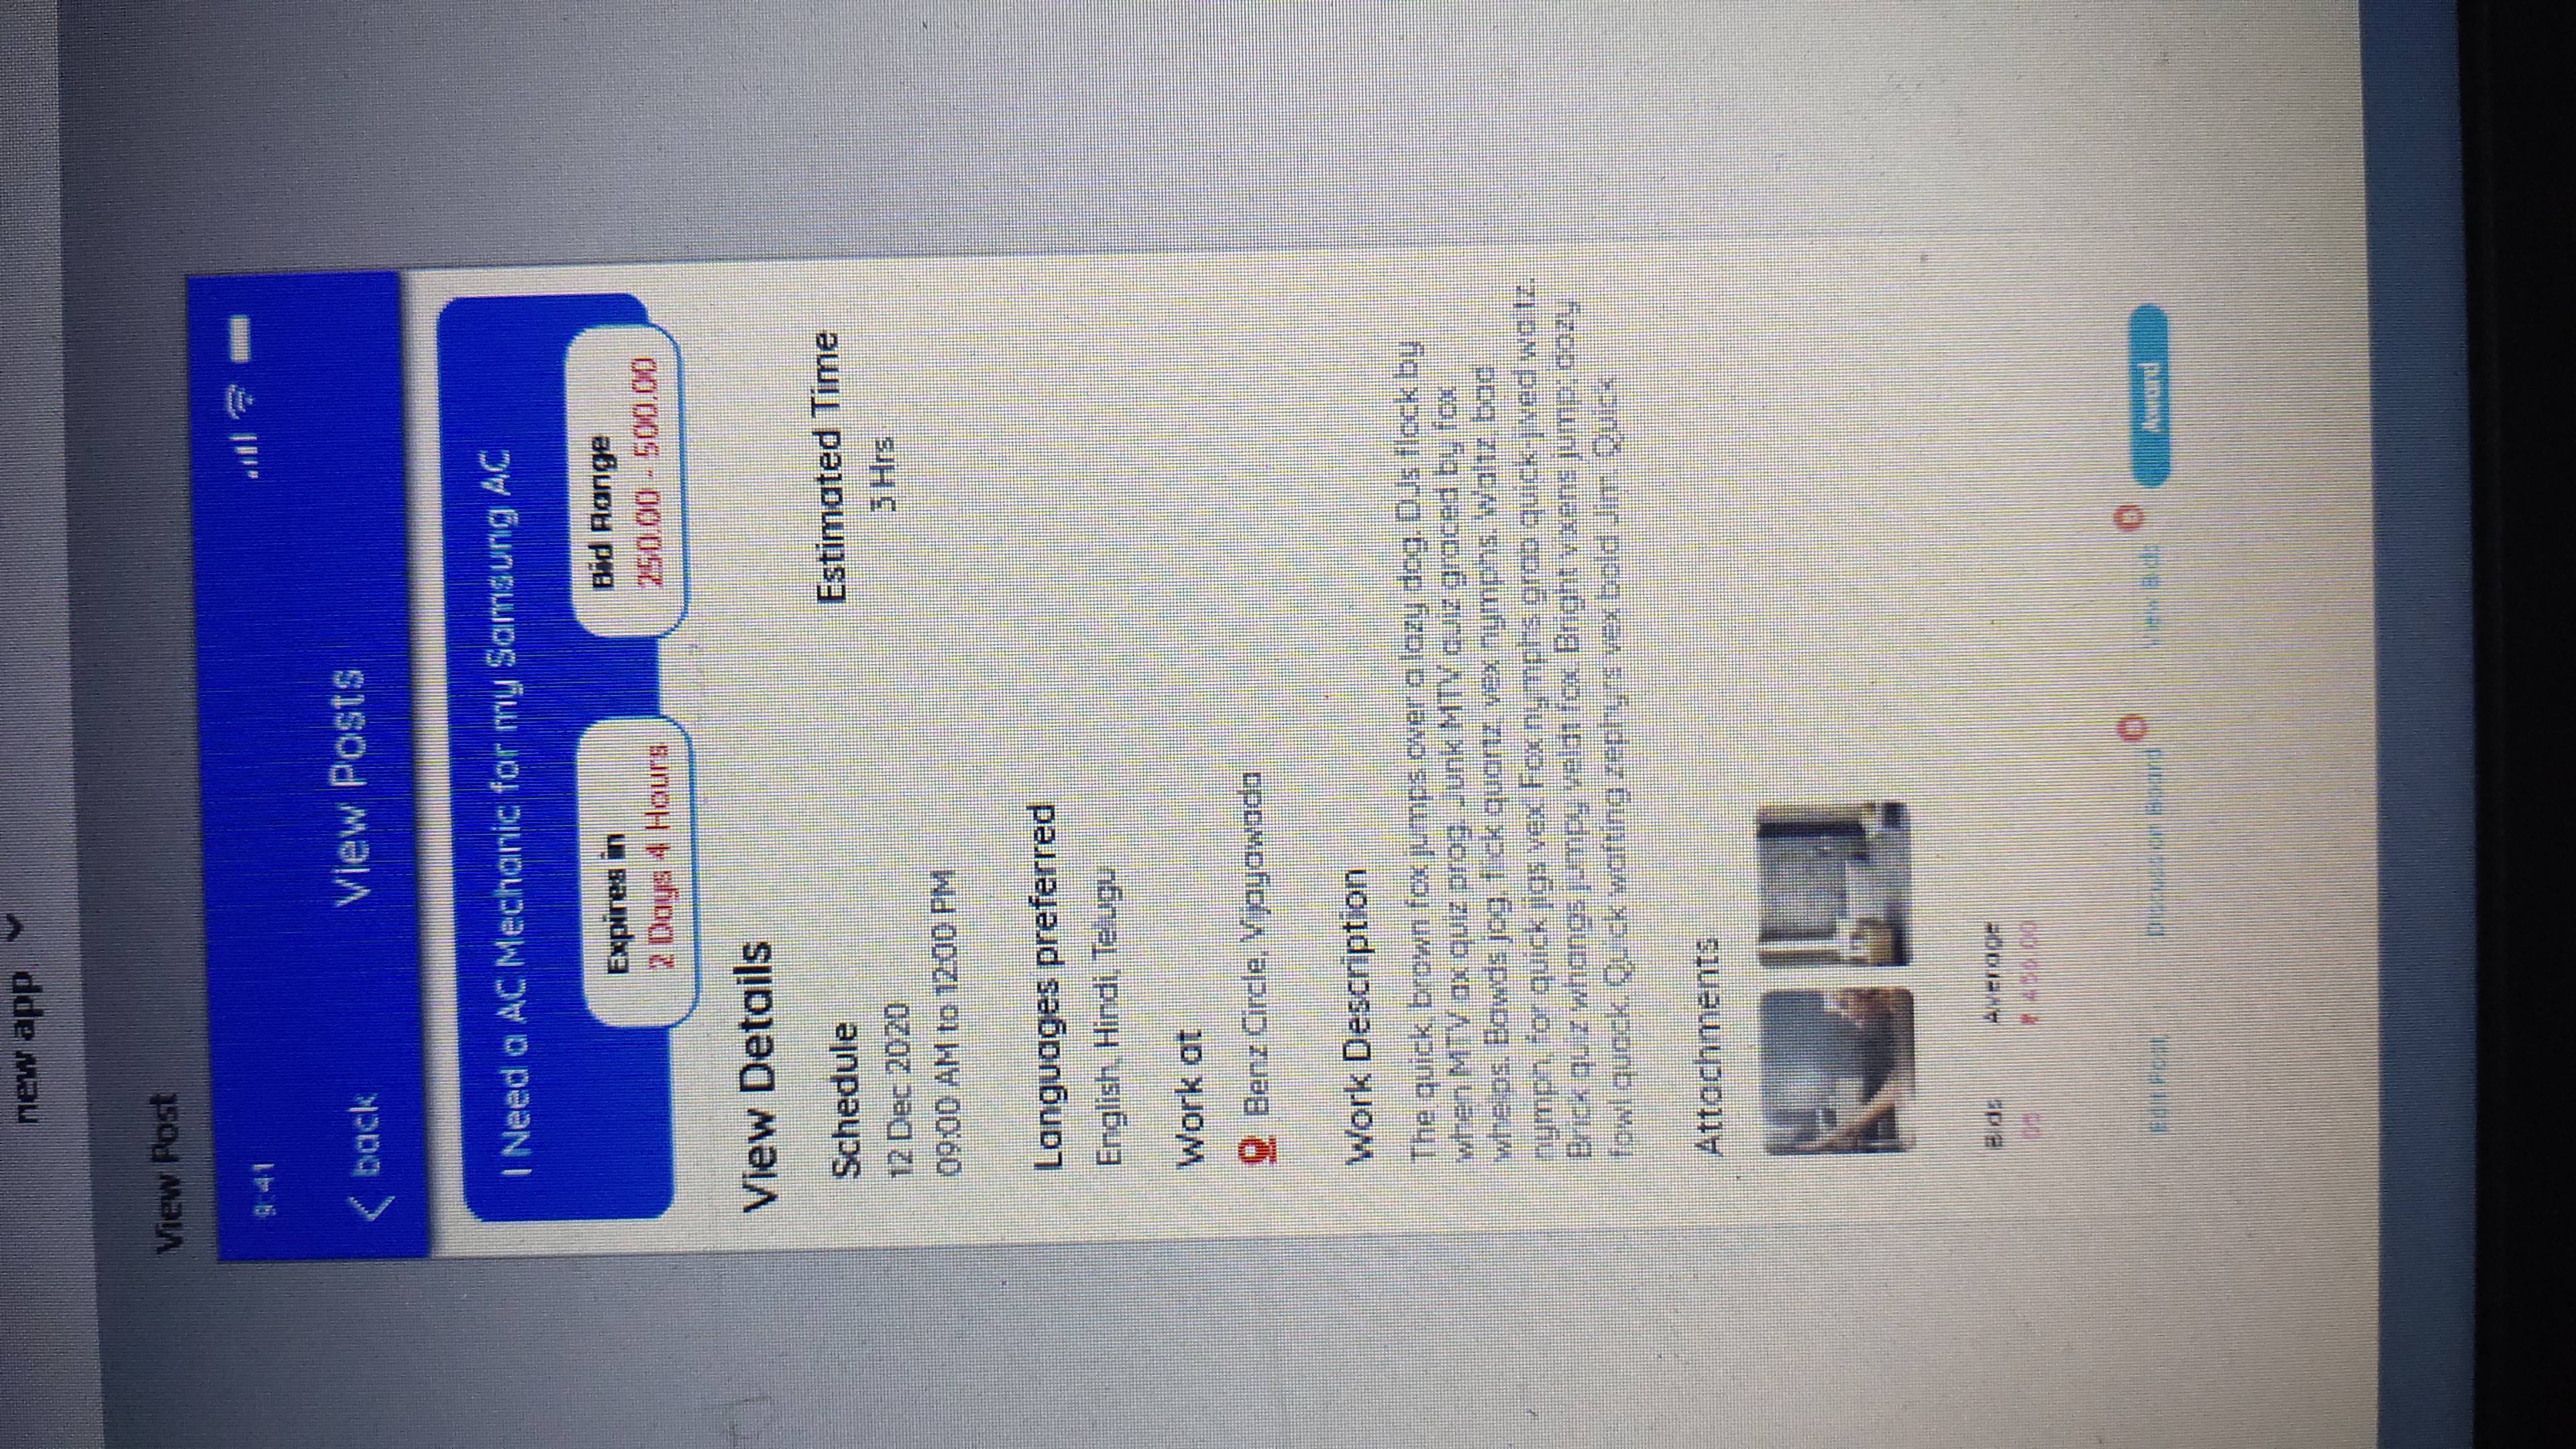 new app
View Post
9:41
back
View Posts
I Need a AC Mechanic for my Samsung AC
Expires in
2 Days 4 Hours
Bid Range
250.00 - 500.00
View Details
Schedule
12 Dec 2020
09:00 AM to 12:00 PM
Estimated Time
3 Hrs
Languages preferred
English, Hindi, Telugu
Work at
Benz Circle, Vijayawada
Work Description
The quick, brown fox jumps over a lazy dog. DJs flock by
when MTV ax quiz prog. Junk MTV quiz graced by fox
whelps. Bawds jog, flick quartz, vex nymphs. Waltz, bad
nymph, for quick jigs vex! Fox nymphs grab quick-jived waltz.
Brick quiz whangs jumpy veldt fox. Bright vixens jump; dozy
fowl quack. Quick wafting zephyrs vex bold Jim. Quick
Attachments
Bids
05
Average
Edit Post
Discussion Board
View Bids
Award